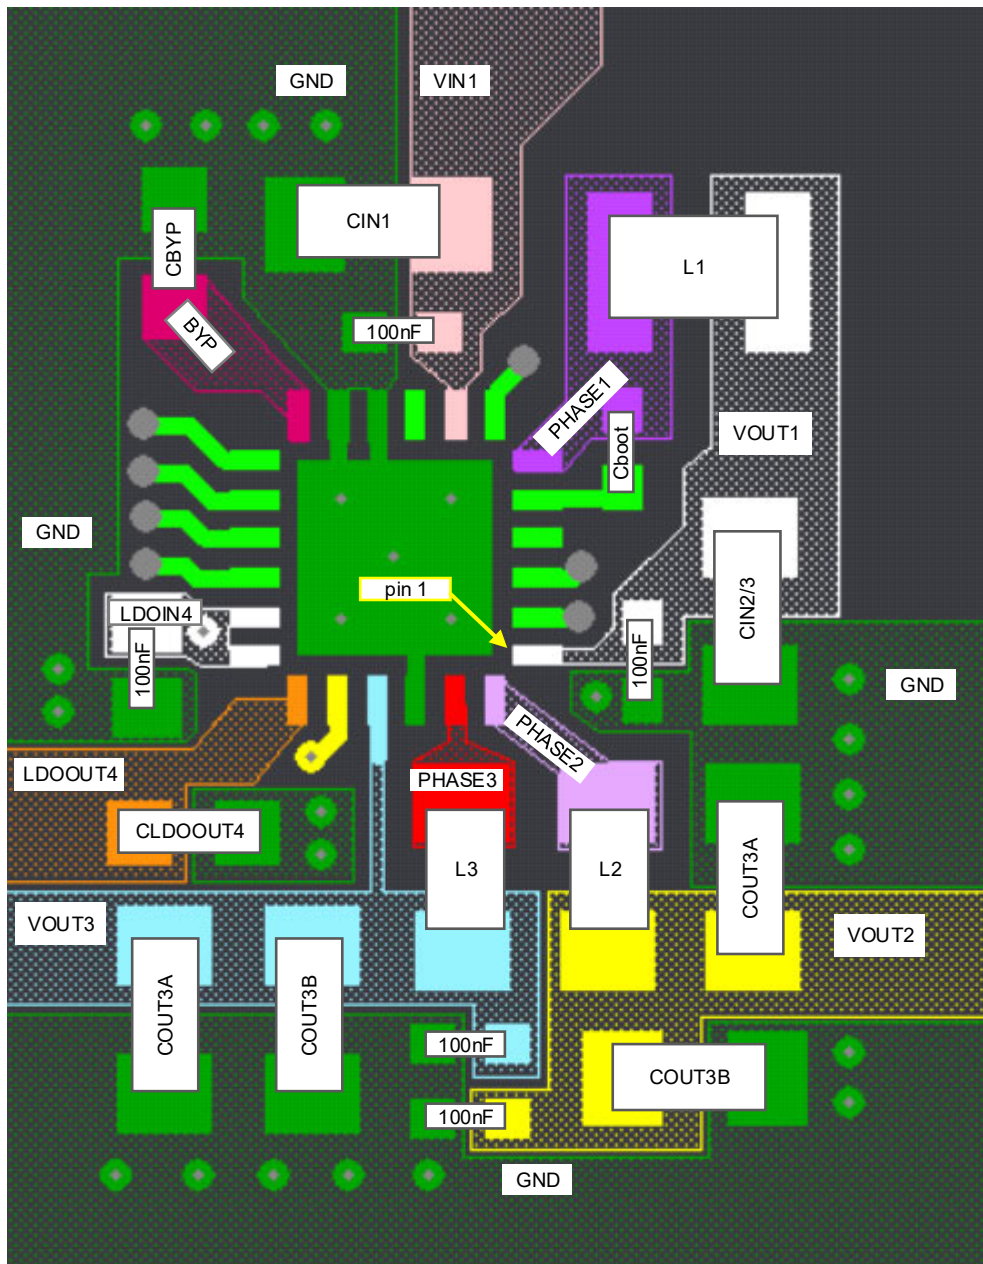 GND
VIN1
CIN1
CBYP
L1
BYP
100nF
PHASE1
VOUT1
Cboot
GND
pin 1
LDOIN4
CIN2/3
100nF
100nF
GND
PHASE2
LDOOUT4
PHASE3
CLDOOUT4
L3
L2
COUT3A
VOUT3
VOUT2
COUT3A
COUT3B
100nF
COUT3B
100nF
GND